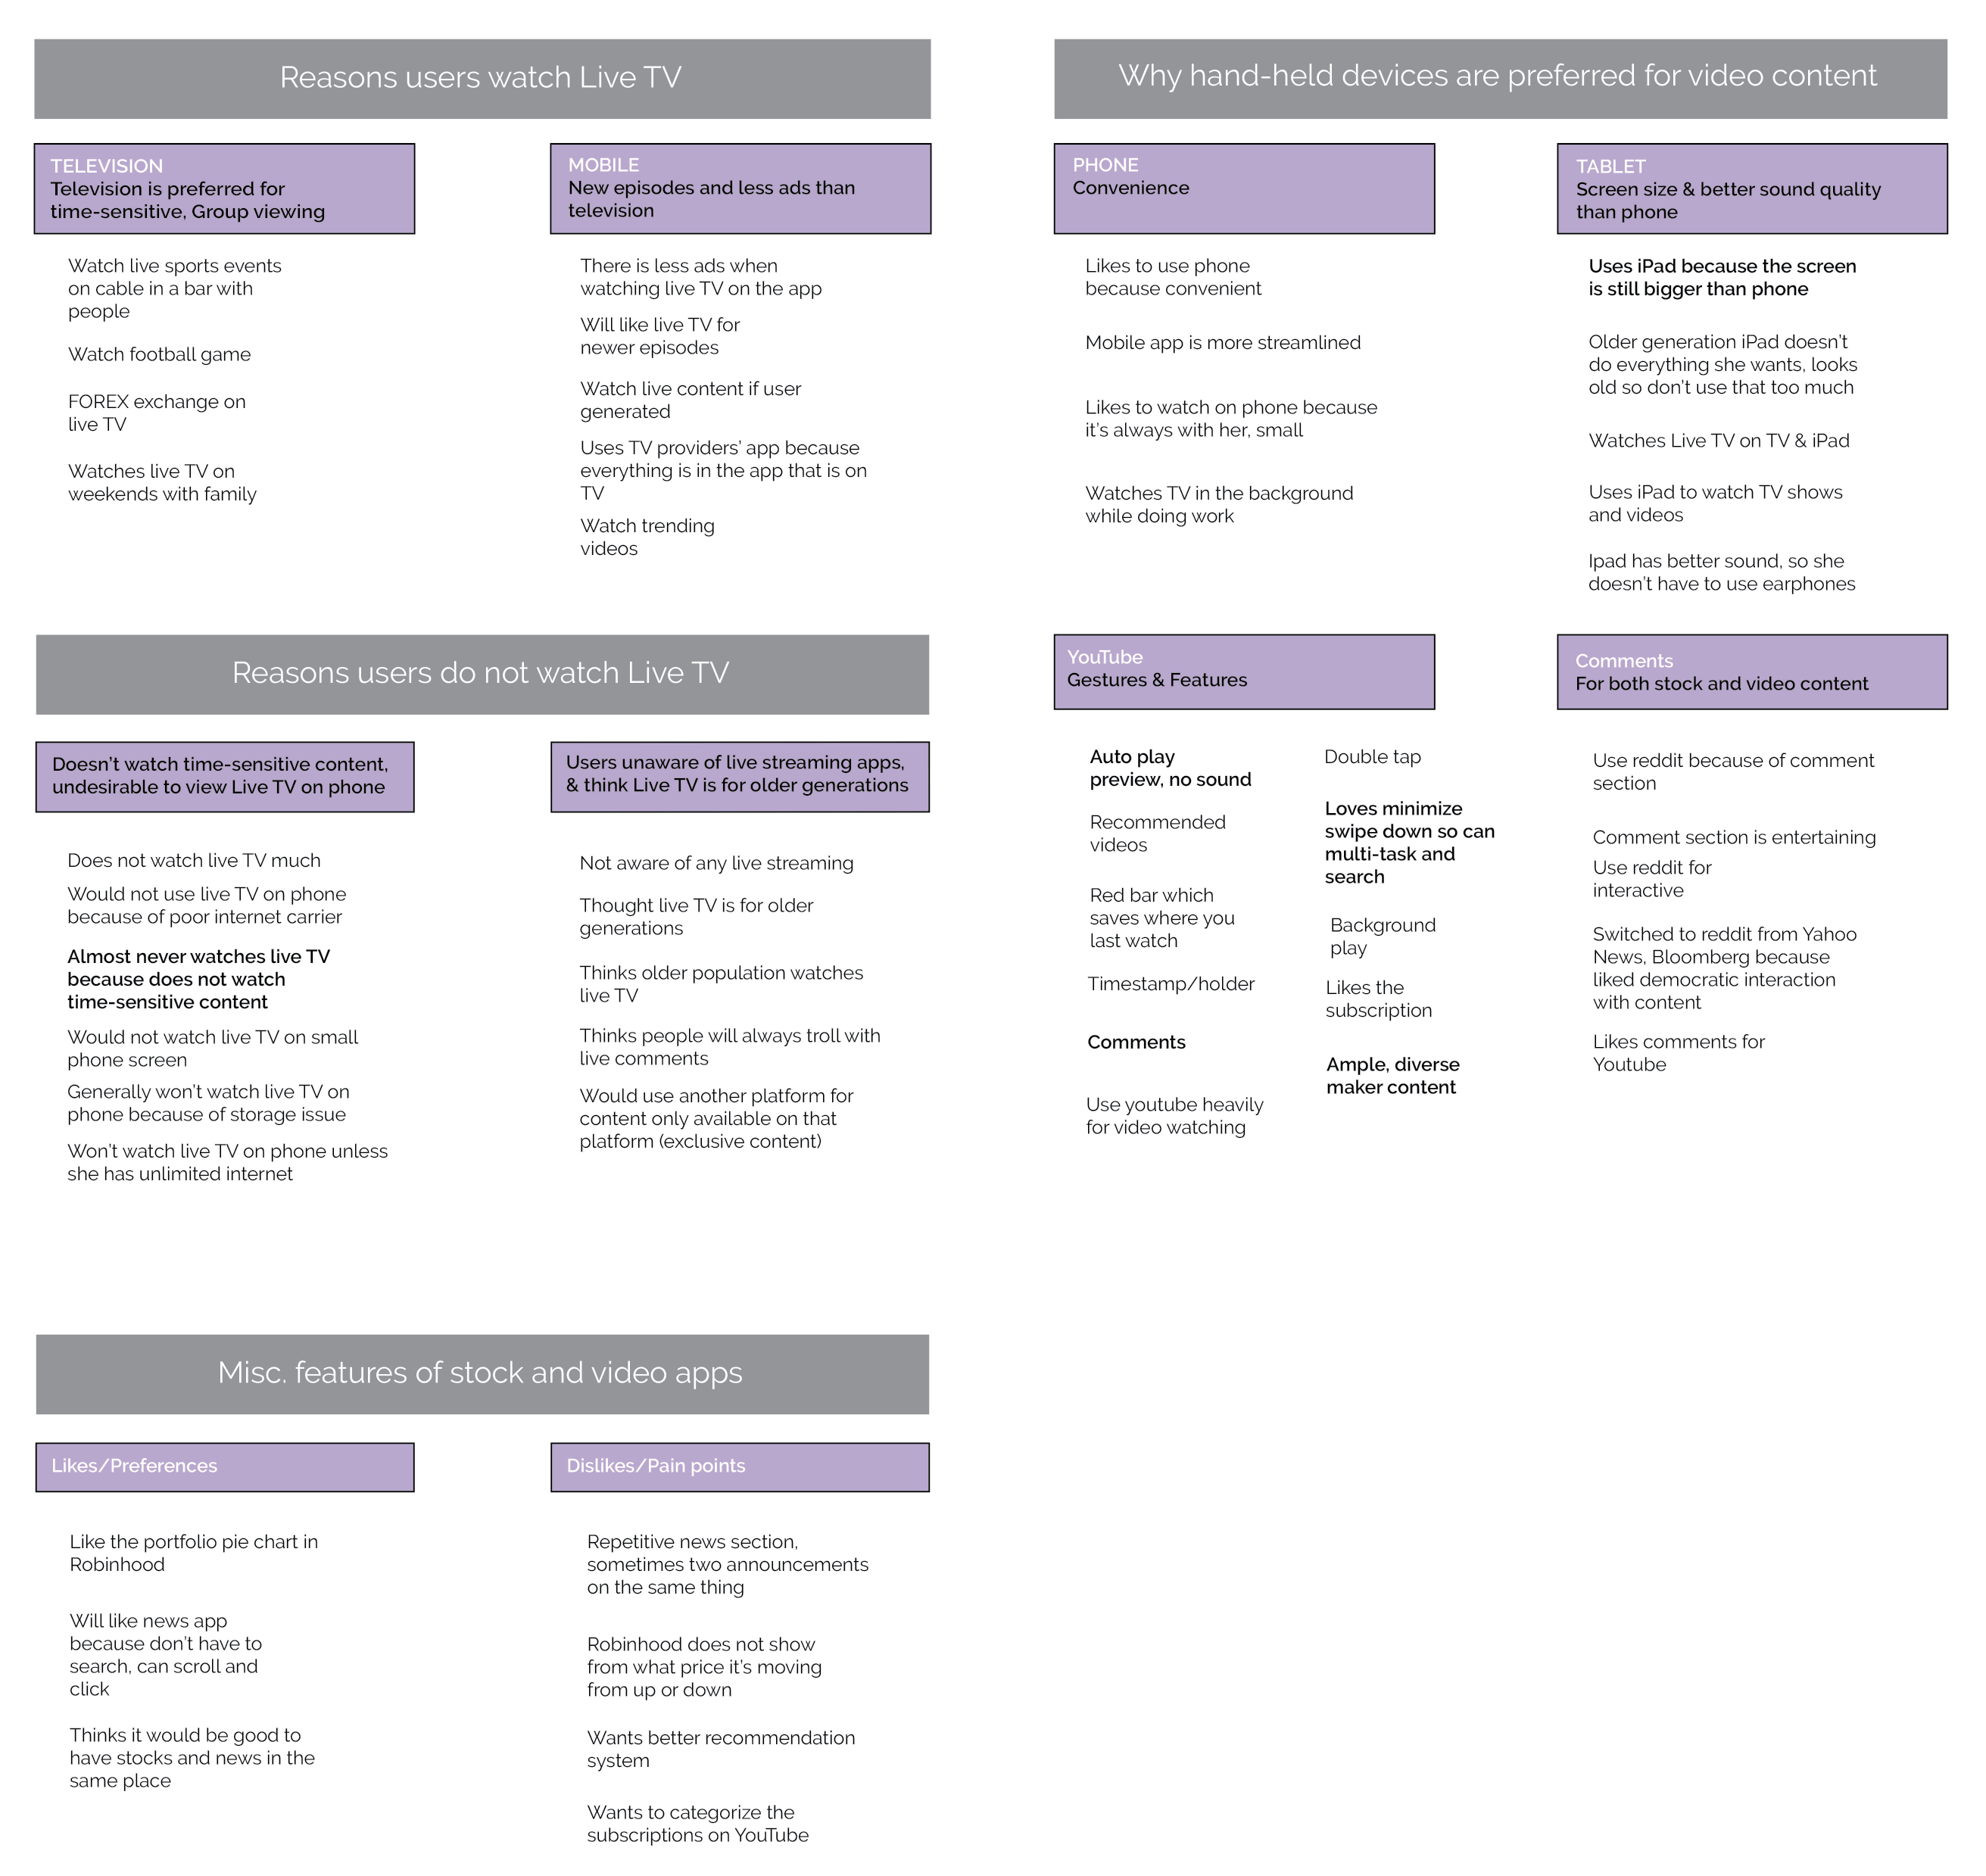 Reasons users watch Live TV
TELEVISION
Television is preferred for
time-sensitive, Group viewing
Watch live sports events
on cable in a bar with
people
Watch football game
FOREX exchange on
live TV
Watches live TV on
weekends with family
MOBILE
New episodes and less ads than
television
There is less ads when
watching live TV on the app
Will like live TV for
newer episodes
Watch live content if user
generated
Uses TV providers' app because
everything is in the app that is on
TV
Watch trending
videos
Why hand-held devices are preferred for video content
PHONE
Convenience
Likes to use phone
because convenient
Mobile app is more streamlined
Likes to watch on phone because
it's always with her, small
Watches TV in the background
while doing work
TABLET
Screen size & better sound quality
than phone
Uses iPad because the screen
is still bigger than phone
Older generation iPad doesn't
do everything she wants, looks
old so don't use that too much
Watches Live TV on TV & iPad
Uses iPad to watch TV shows
and videos
Ipad has better sound, so she
doesn't have to use earphones
Reasons users do not watch Live TV
Doesn't watch time-sensitive content,
undesirable to view Live TV on phone
Does not watch live TV much
Would not use live TV on phone
because of poor internet carrier
Almost never watches live TV
because does not watch
time-sensitive content
Would not watch live TV on small
phone screen
Generally won't watch live TV on
phone because of storage issue
Won't watch live TV on phone unless
she has unlimited internet
Users unaware of live streaming apps,
& think Live TV is for older generations
Not aware of any live streaming
Thought live TV is for older
generations
Thinks older population watches
live TV
Thinks people will always troll with
live comments
Would use another platform for
content only available on that
platform (exclusive content)
YouTube
Gestures & Features
Auto play
preview, no sound
Recommended
videos
Red bar which
saves where you
last watch
Timestamp/holder
Comments
Use youtube heavily
for video watching
Double tap
Loves minimize
swipe down so can
multi-task and
search
Background
play
Likes the
subscription
Ample, diverse
maker content
Comments
For both stock and video content
Use reddit because of comment
section
Comment section is entertaining
Use reddit for
interactive
Switched to reddit from Yahoo
News, Bloomberg because
liked democratic interaction
with content
Likes comments for
Youtube
Misc. features of stock and video apps
Likes/Preferences
Like the portfolio pie chart in
Robinhood
Will like news app
because don't have to
search, can scroll and
click
Thinks it would be good to
have stocks and news in the
same place
Dislikes/Pain points
Repetitive news section,
sometimes two announcements
on the same thing
Robinhood does not show
from what price it's moving
from up or down
Wants better recommendation
system
Wants to categorize the
subscriptions on YouTube